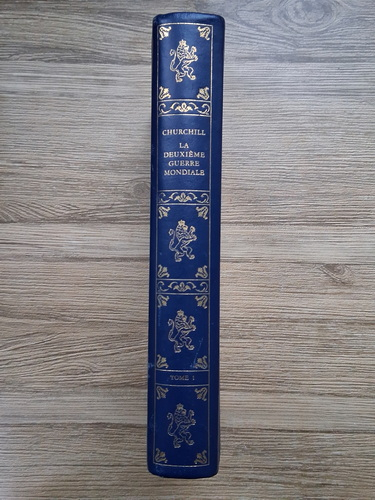 CHURCHILL
LA
DEUXIÈME
GUERRE
MONDIALE
TOME 1